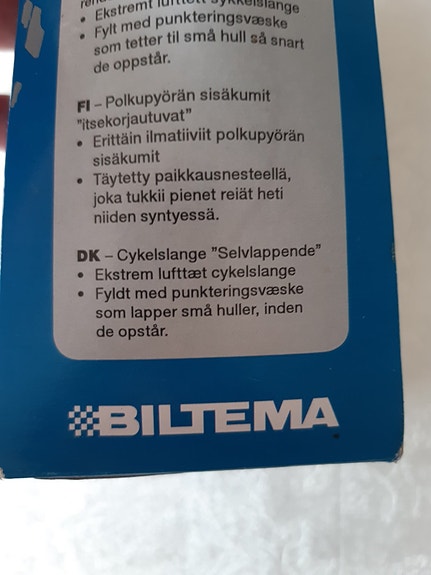 • Ekstremt lufttett sykkelslange
• Fylt med punkteringsvæske
som tetter til små hull så snart
de oppstår.
FI – Polkupyörän sisäkumit
"itsekorjautuvat"
• Erittäin ilmatiiviit polkupyörän
sisäkumit
• Täytetty paikkausnesteellä,
joka tukkii pienet reiät heti
niiden syntyessä.
DK – Cykelslange "Selvlappende"
• Ekstrem lufttæt cykelslange
• Fyldt med punkteringsvæske
som lapper små huller, inden
de opstår.
BILTEMA